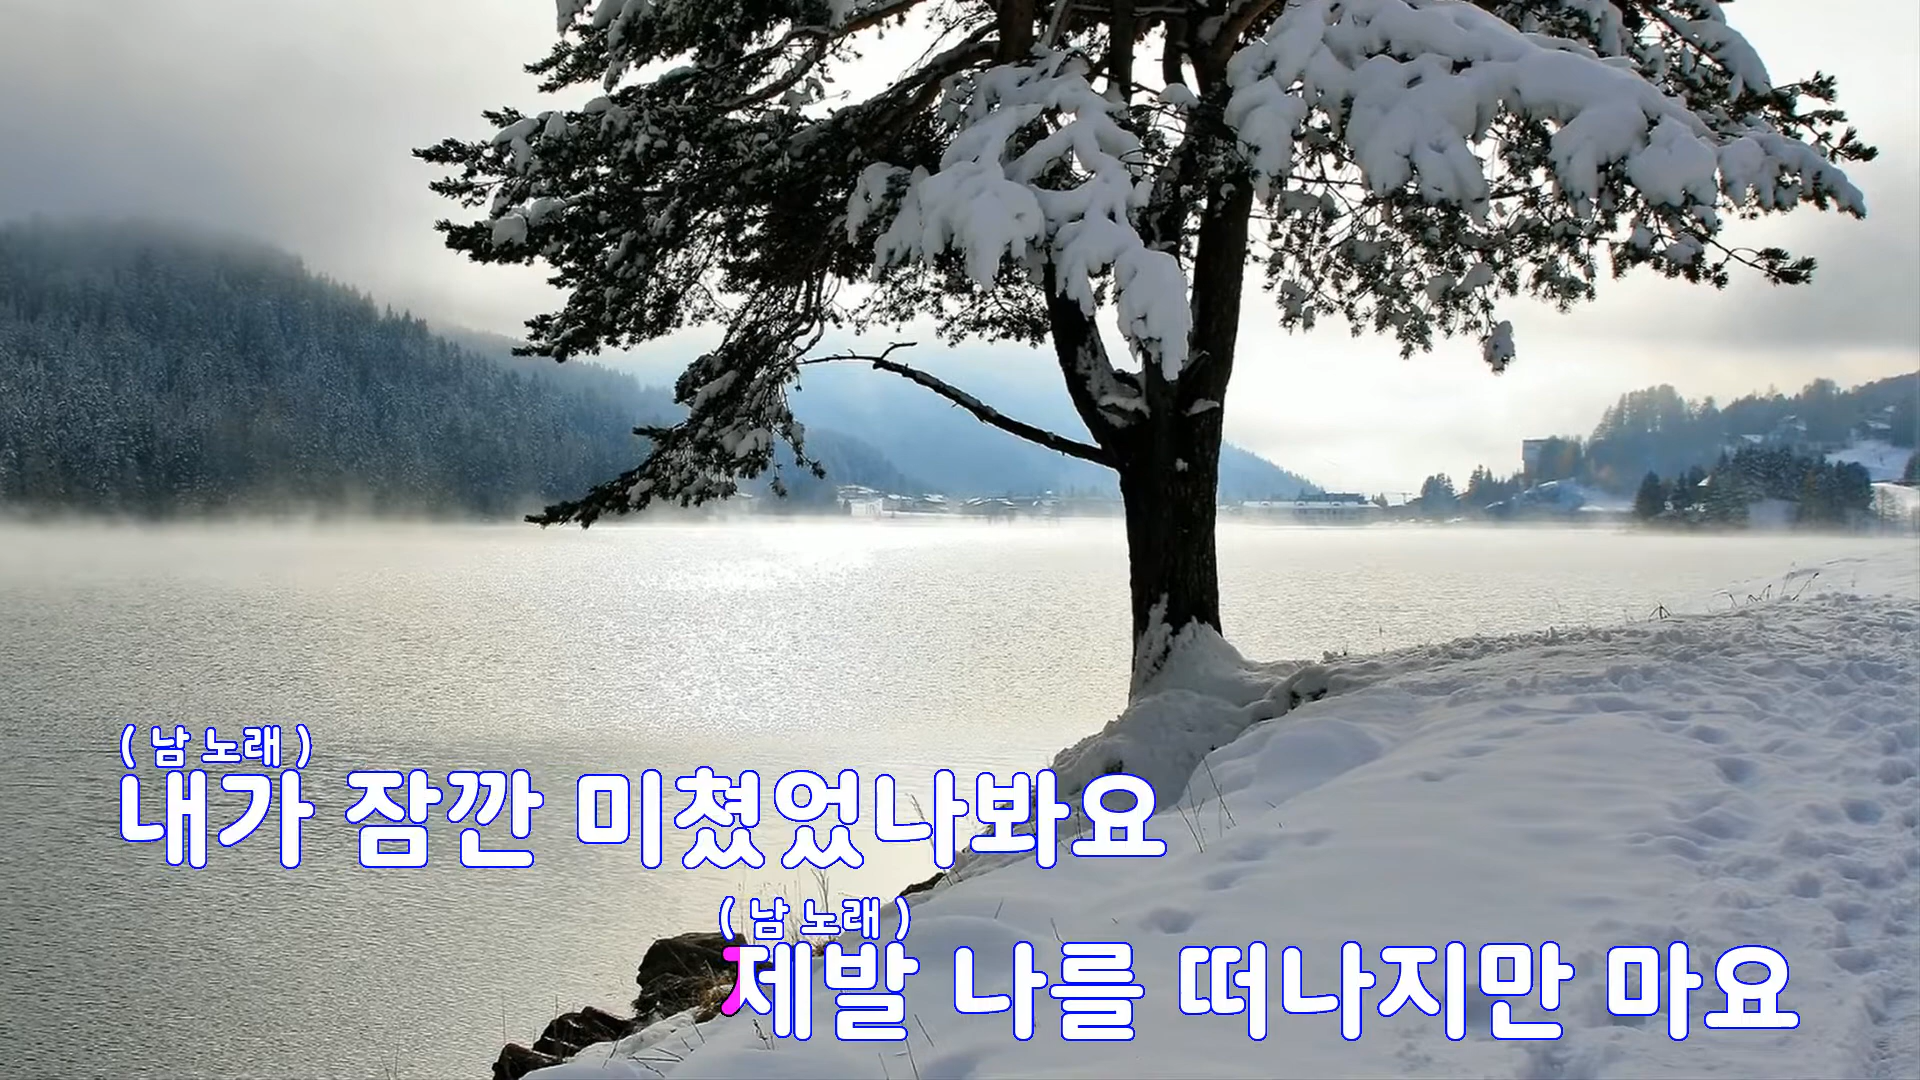 ( 남 노래 )
내가 잠깐 미쳤었나봐요
( 남 노래 )
제발 나를 떠나지만 마요